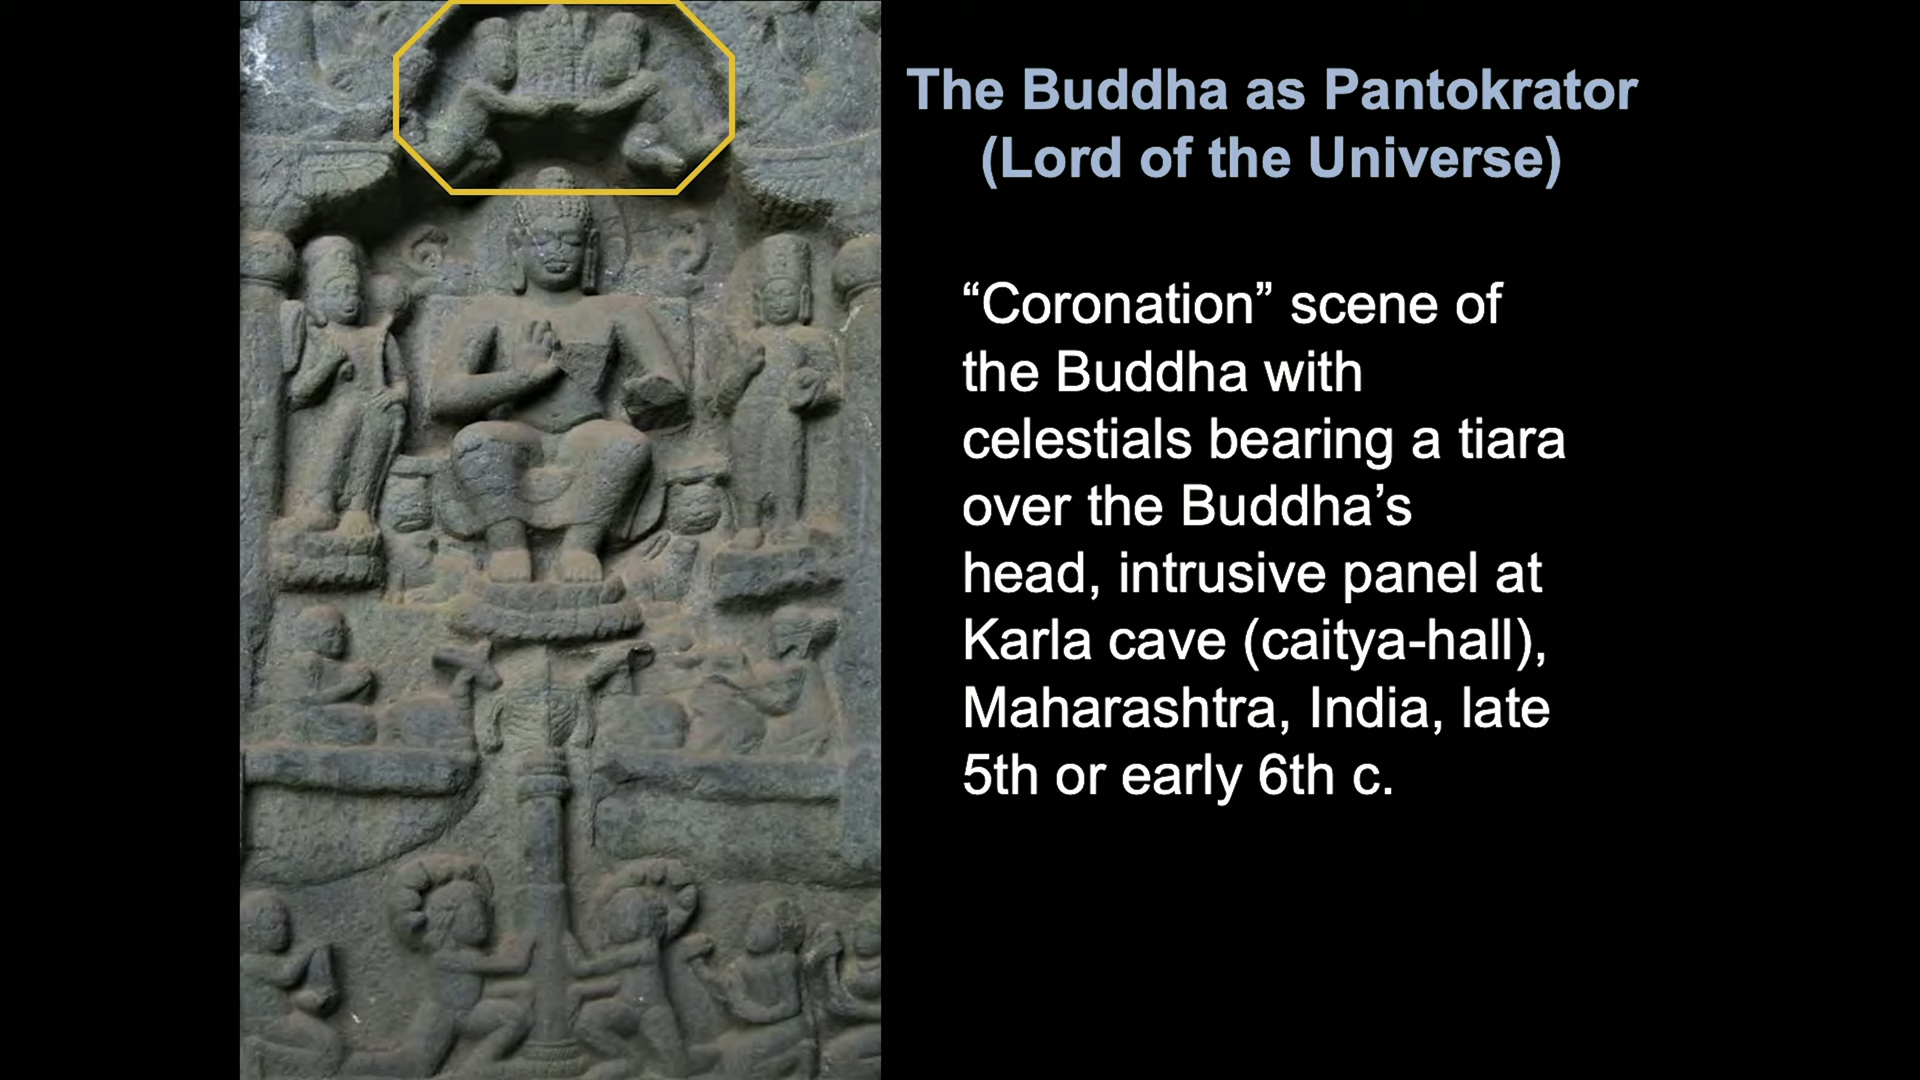 The Buddha as Pantokrator
(Lord of the Universe)
“Coronation” scene of
the Buddha with
celestials bearing a tiara
over the Buddha’s
head, intrusive panel at
Karla cave (caitya-hall),
Maharashtra, India, late
5th or early 6th c.